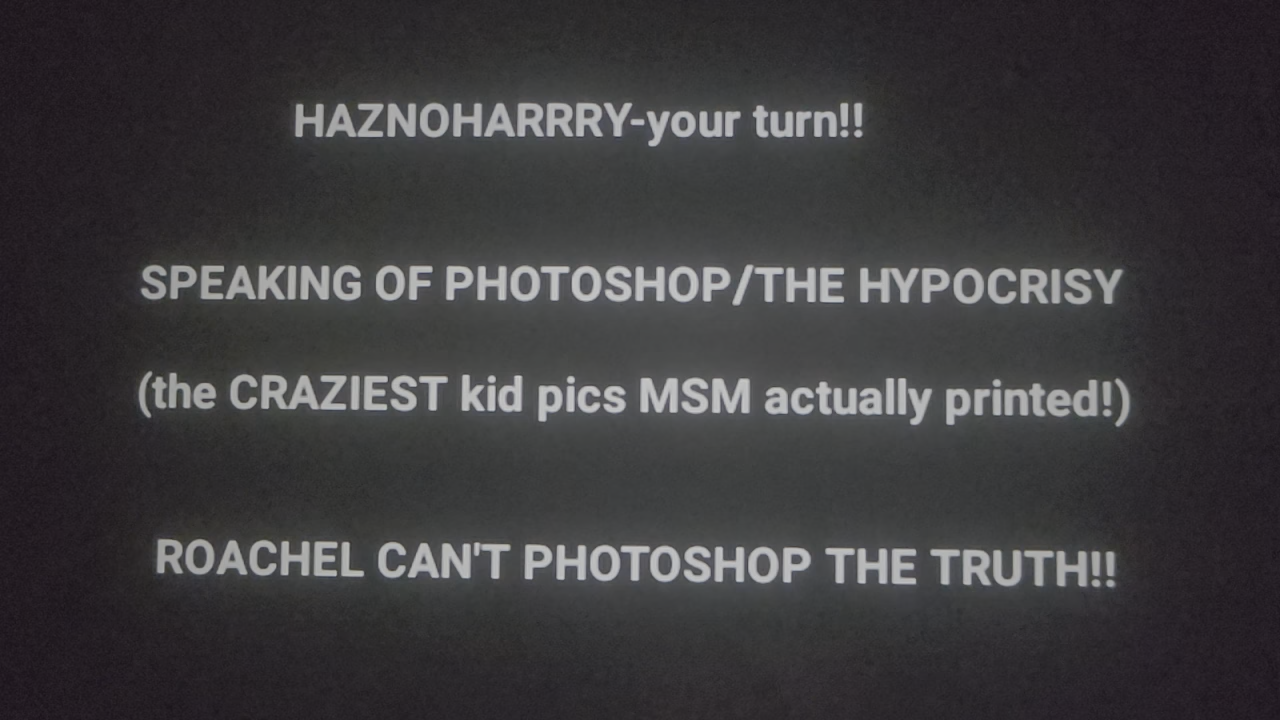 HAZNOHARRRY-your turn!!
SPEAKING OF PHOTOSHOP/THE HYPOCRISY
(the CRAZIEST kid pics MSM actually printed!)
ROACHEL CAN'T PHOTOSHOP THE TRUTH!!